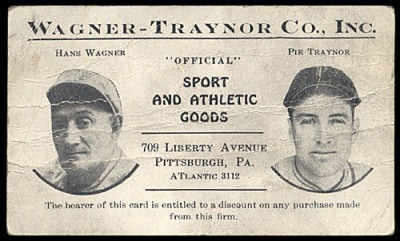 WAGNER-TRAYNOR CO., INC.
HANS WAGNER
PIE TRAYNOR
"OFFICIAL"
SPORT
AND ATHLETIC
GOODS
709 LIBERTY AVENUE
PITTSBURGH, PA.
ATLANTIC 3112
The bearer of this card is entitled to a discount on any purchase made
from this firm.